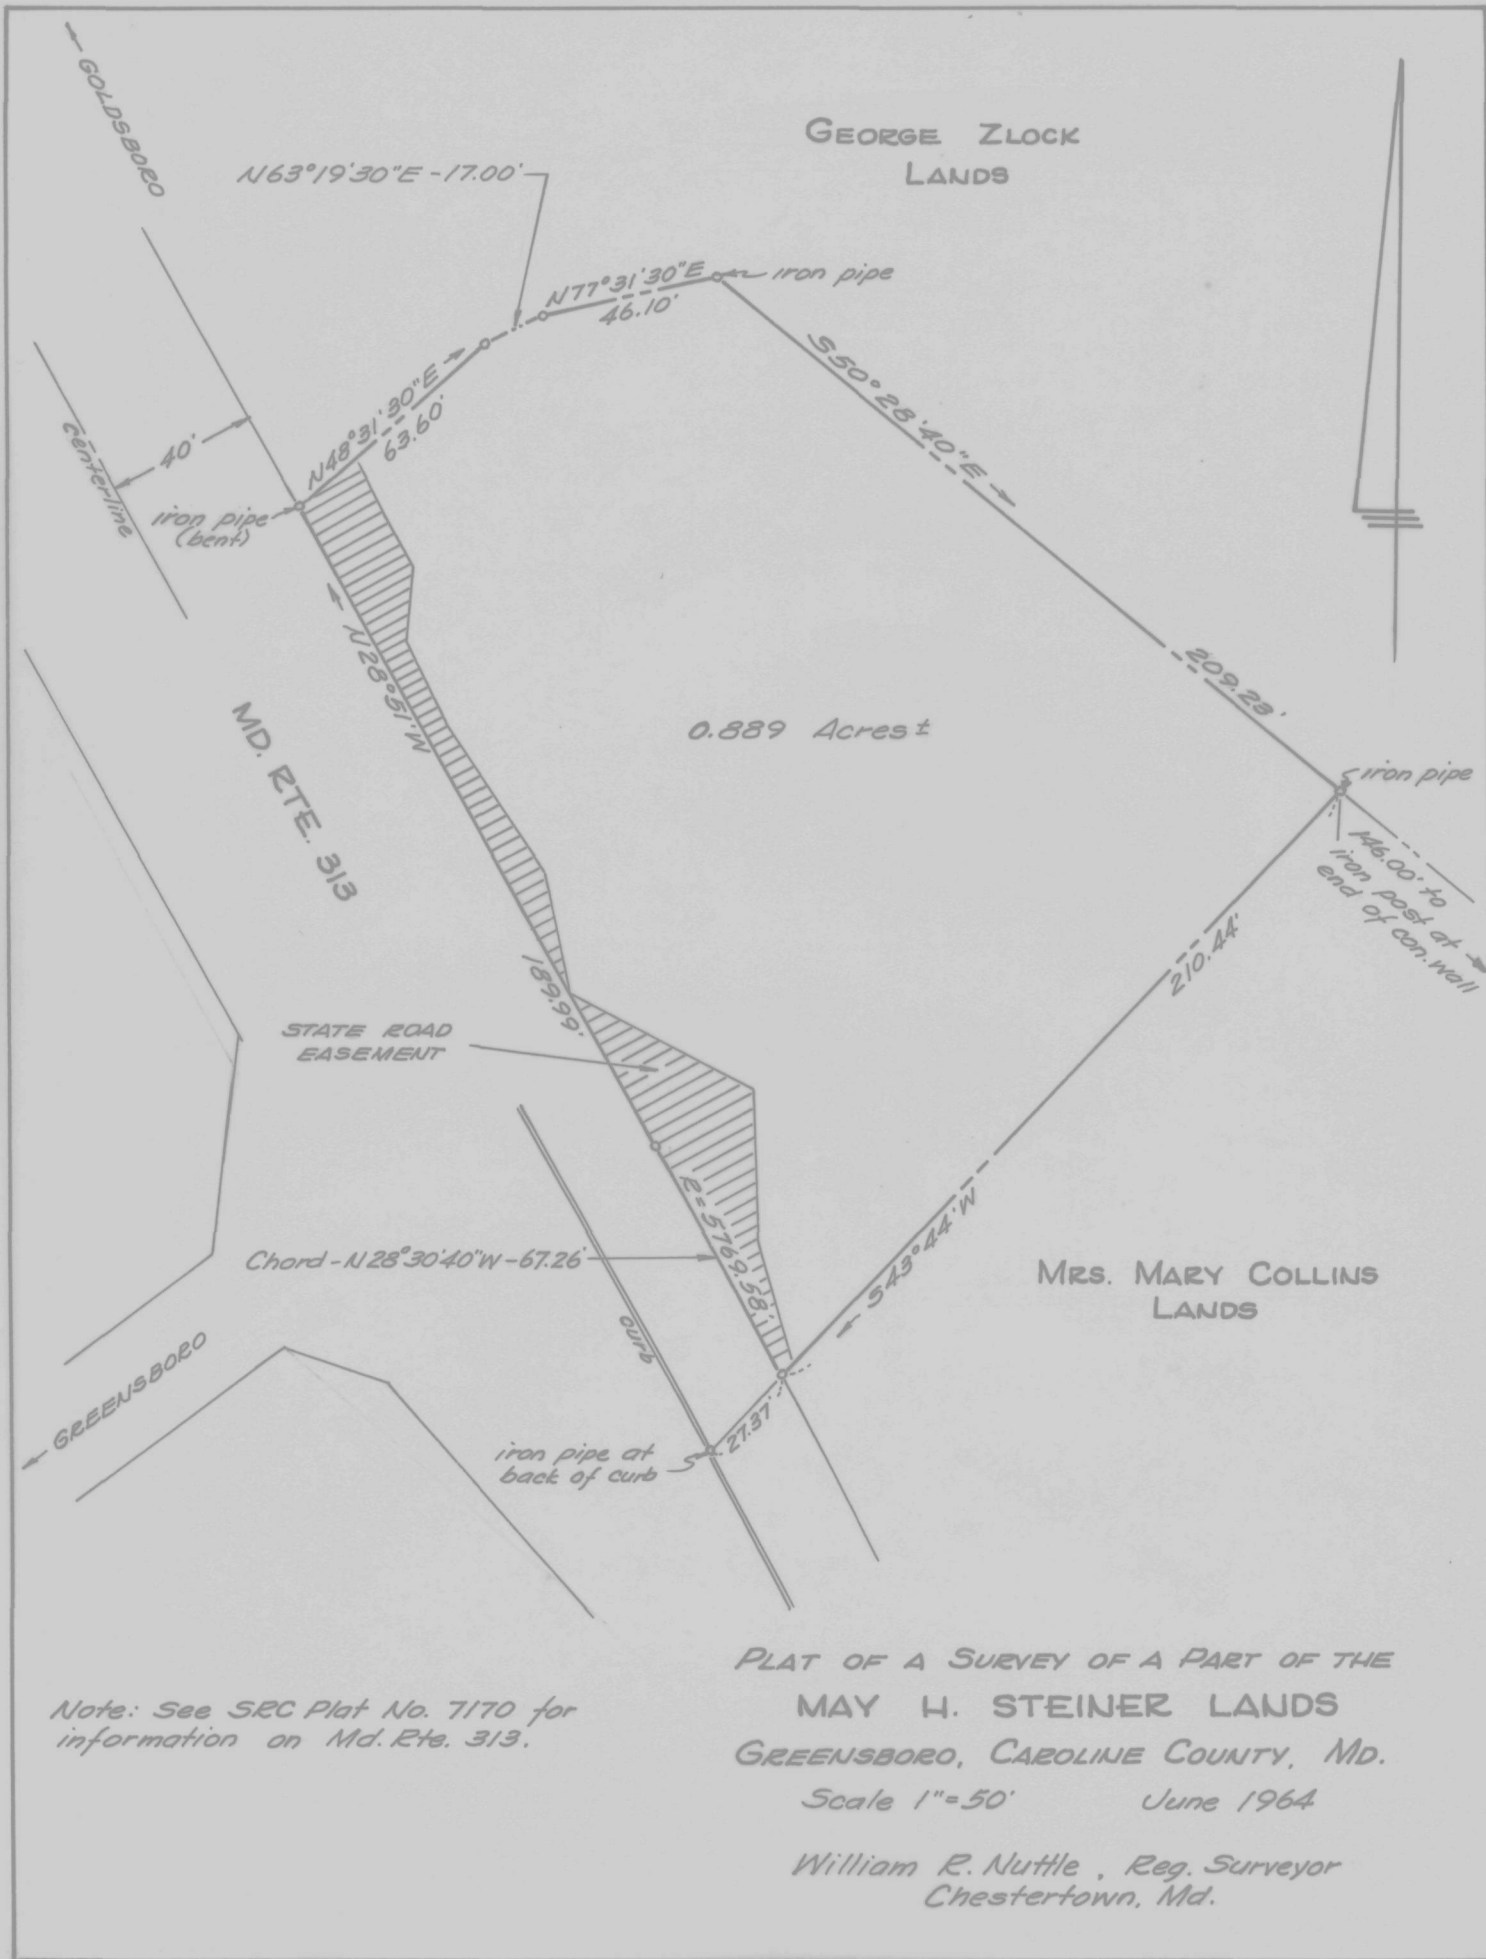 GOLDSBORO
GEORGE ZLOCK
LANDS
N63°19'30"E-17.00'
N77°31'30"E
46.10'
iron pipe
N48°31'30"E
63.60'
S50°28'40"E
209.23'
centerline
40'
iron pipe
(bent)
N28°51'W
189.99'
MD. RTE. 313
0.889 Acres±
iron pipe
146.00' to
iron post at
end of con. wall
210.44'
S43°44'W
STATE ROAD
EASEMENT
R=5769.58'
Chord-N28°30'40"W-67.26'
curb
MRS. MARY COLLINS
LANDS
GREENSBORO
27.37'
iron pipe at
back of curb
Note: See SRC Plat No. 7170 for
information on Md. Rte. 313.
PLAT OF A SURVEY OF A PART OF THE
MAY H. STEINER LANDS
GREENSBORO, CAROLINE COUNTY, MD.
Scale 1"=50' June 1964
William R. Nuttle, Reg. Surveyor
Chestertown, Md.